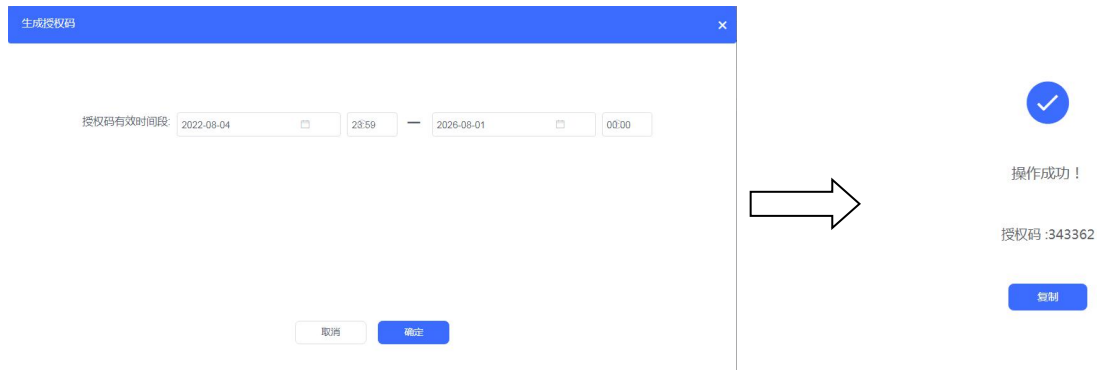 生成授权码
×
授权码有效时间段: 2022-08-04 23:59 — 2026-08-01 00:00
取消 确定
操作成功！
授权码 :343362
复制